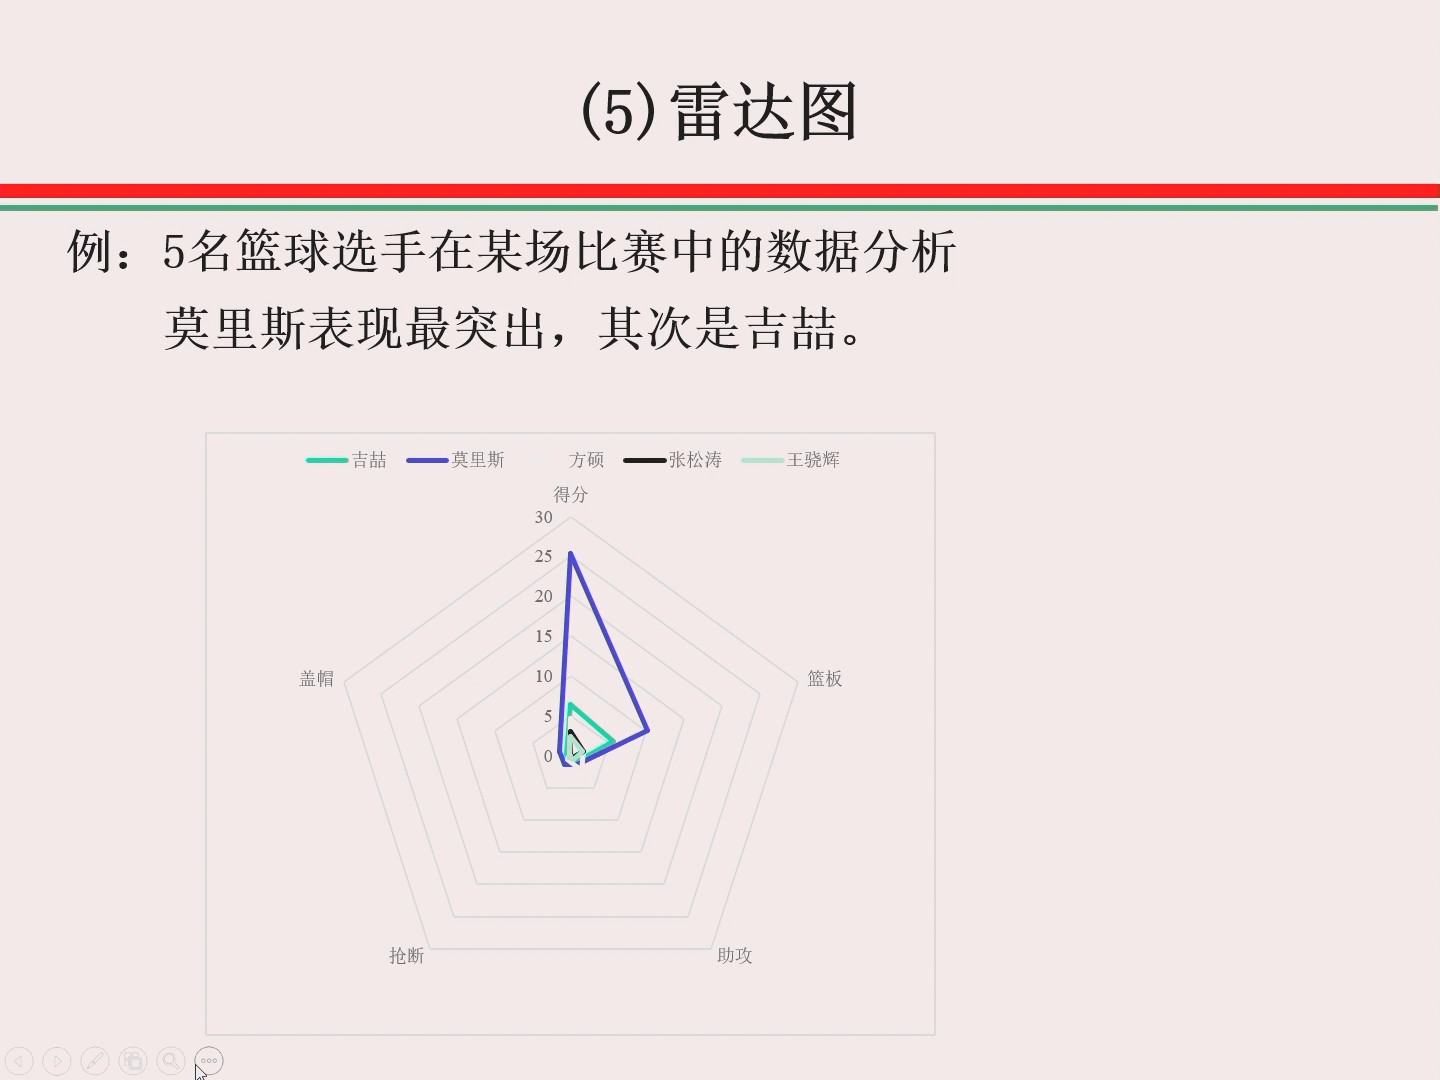 (5)雷达图
例：5名篮球选手在某场比赛中的数据分析
莫里斯表现最突出，其次是吉喆。
吉喆 莫里斯 方硕 张松涛 王骁辉
得分
30
25
20
15
10
5
0
盖帽
篮板
抢断
助攻